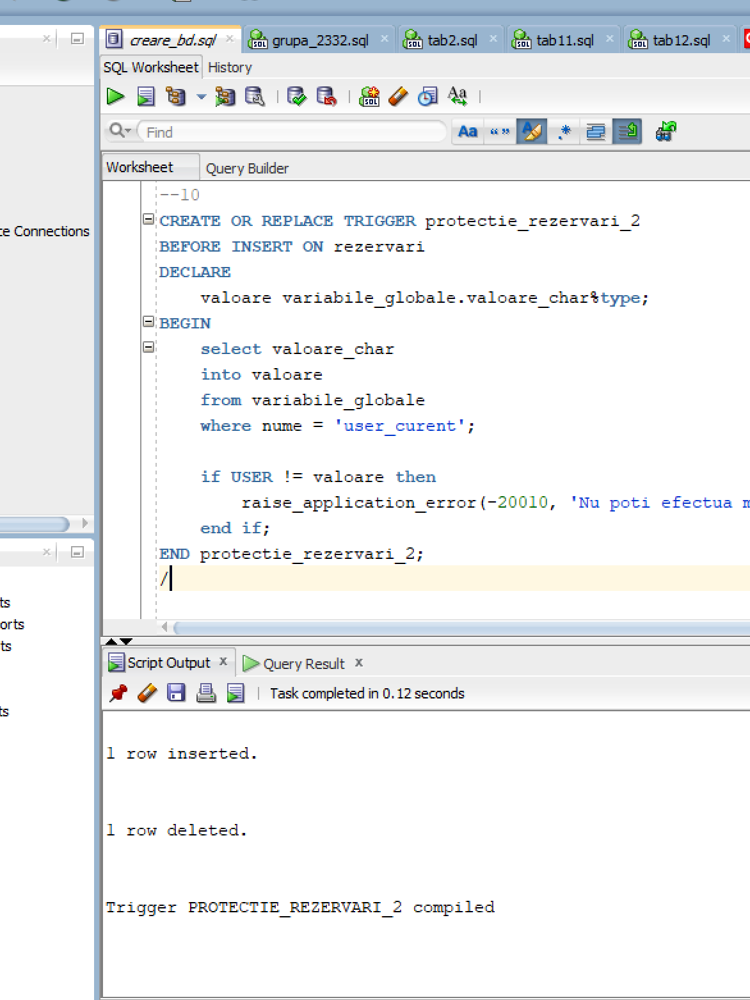 creare_bd.sql grupa_2332.sql tab2.sql tab11.sql tab12.sql
SQL Worksheet History
Aa
Find
Aa “ ” A .*
Worksheet Query Builder
--10
CREATE OR REPLACE TRIGGER protectie_rezervari_2
ce Connections
BEFORE INSERT ON rezervari
DECLARE
valoare variabile_globale.valoare_char%type;
BEGIN
select valoare_char
into valoare
from variabile_globale
where nume = 'user_curent';
if USER != valoare then
raise_application_error(-20010, 'Nu poti efectua m
end if;
END protectie_rezervari_2;
/
ts
orts
ts
ts
Script Output x Query Result x
Task completed in 0.12 seconds
1 row inserted.
1 row deleted.
Trigger PROTECTIE_REZERVARI_2 compiled